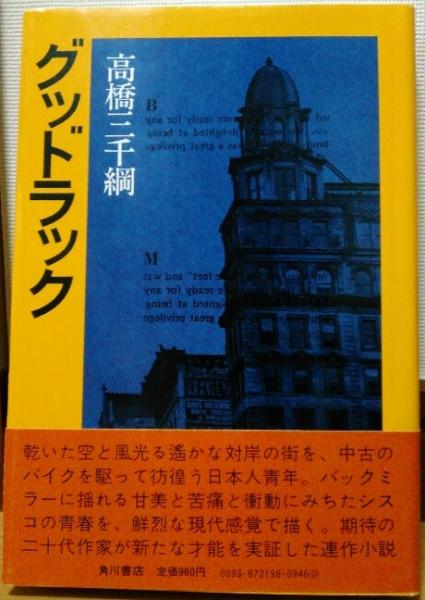 グッドラック
高橋三千綱
B
M
乾いた空と風光る遙かな対岸の街を、中古の
バイクを駆って彷徨う日本人青年。バックミ
ラーに揺れる甘美と苦痛と衝動にみちたシス
コの青春を、鮮烈な現代感覚で描く。期待の
二十代作家が新たな才能を実証した連作小説
角川書店 定価960円 0093-872198-0946(0)